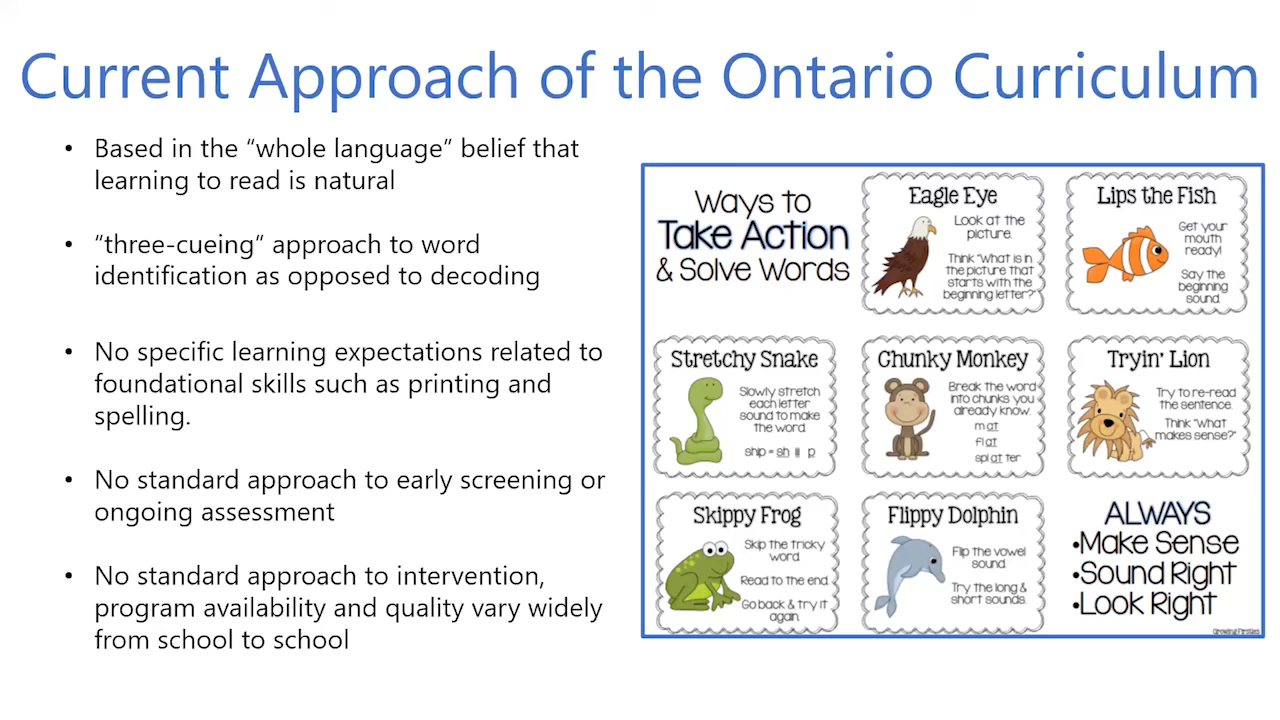 Current Approach of the Ontario Curriculum
• Based in the “whole language” belief that
learning to read is natural
• “three-cueing” approach to word
identification as opposed to decoding
• No specific learning expectations related to
foundational skills such as printing and
spelling.
• No standard approach to early screening or
ongoing assessment
• No standard approach to intervention,
program availability and quality vary widely
from school to school
Ways to
Take Action
& Solve Words
Eagle Eye
Look at the
picture.
Think "What is in
the picture that
starts with the
beginning letter?"
Lips the Fish
Get your
mouth
ready!
Say the
beginning
sound.
Stretchy Snake
Slowly stretch
each letter
sound to make
the word.
ship = sh i p
Chunky Monkey
Break the word
into chunks you
already know.
m at
fl at
spl at ter
Tryin' Lion
Try to re-read
the sentence.
Think "What
makes sense?"
Skippy Frog
Skip the tricky
word.
Read to the end.
Go back & try it
again.
Flippy Dolphin
Flip the vowel
sound.
Try the long &
short sounds.
ALWAYS
•Make Sense
•Sound Right
•Look Right
Growing Firsties